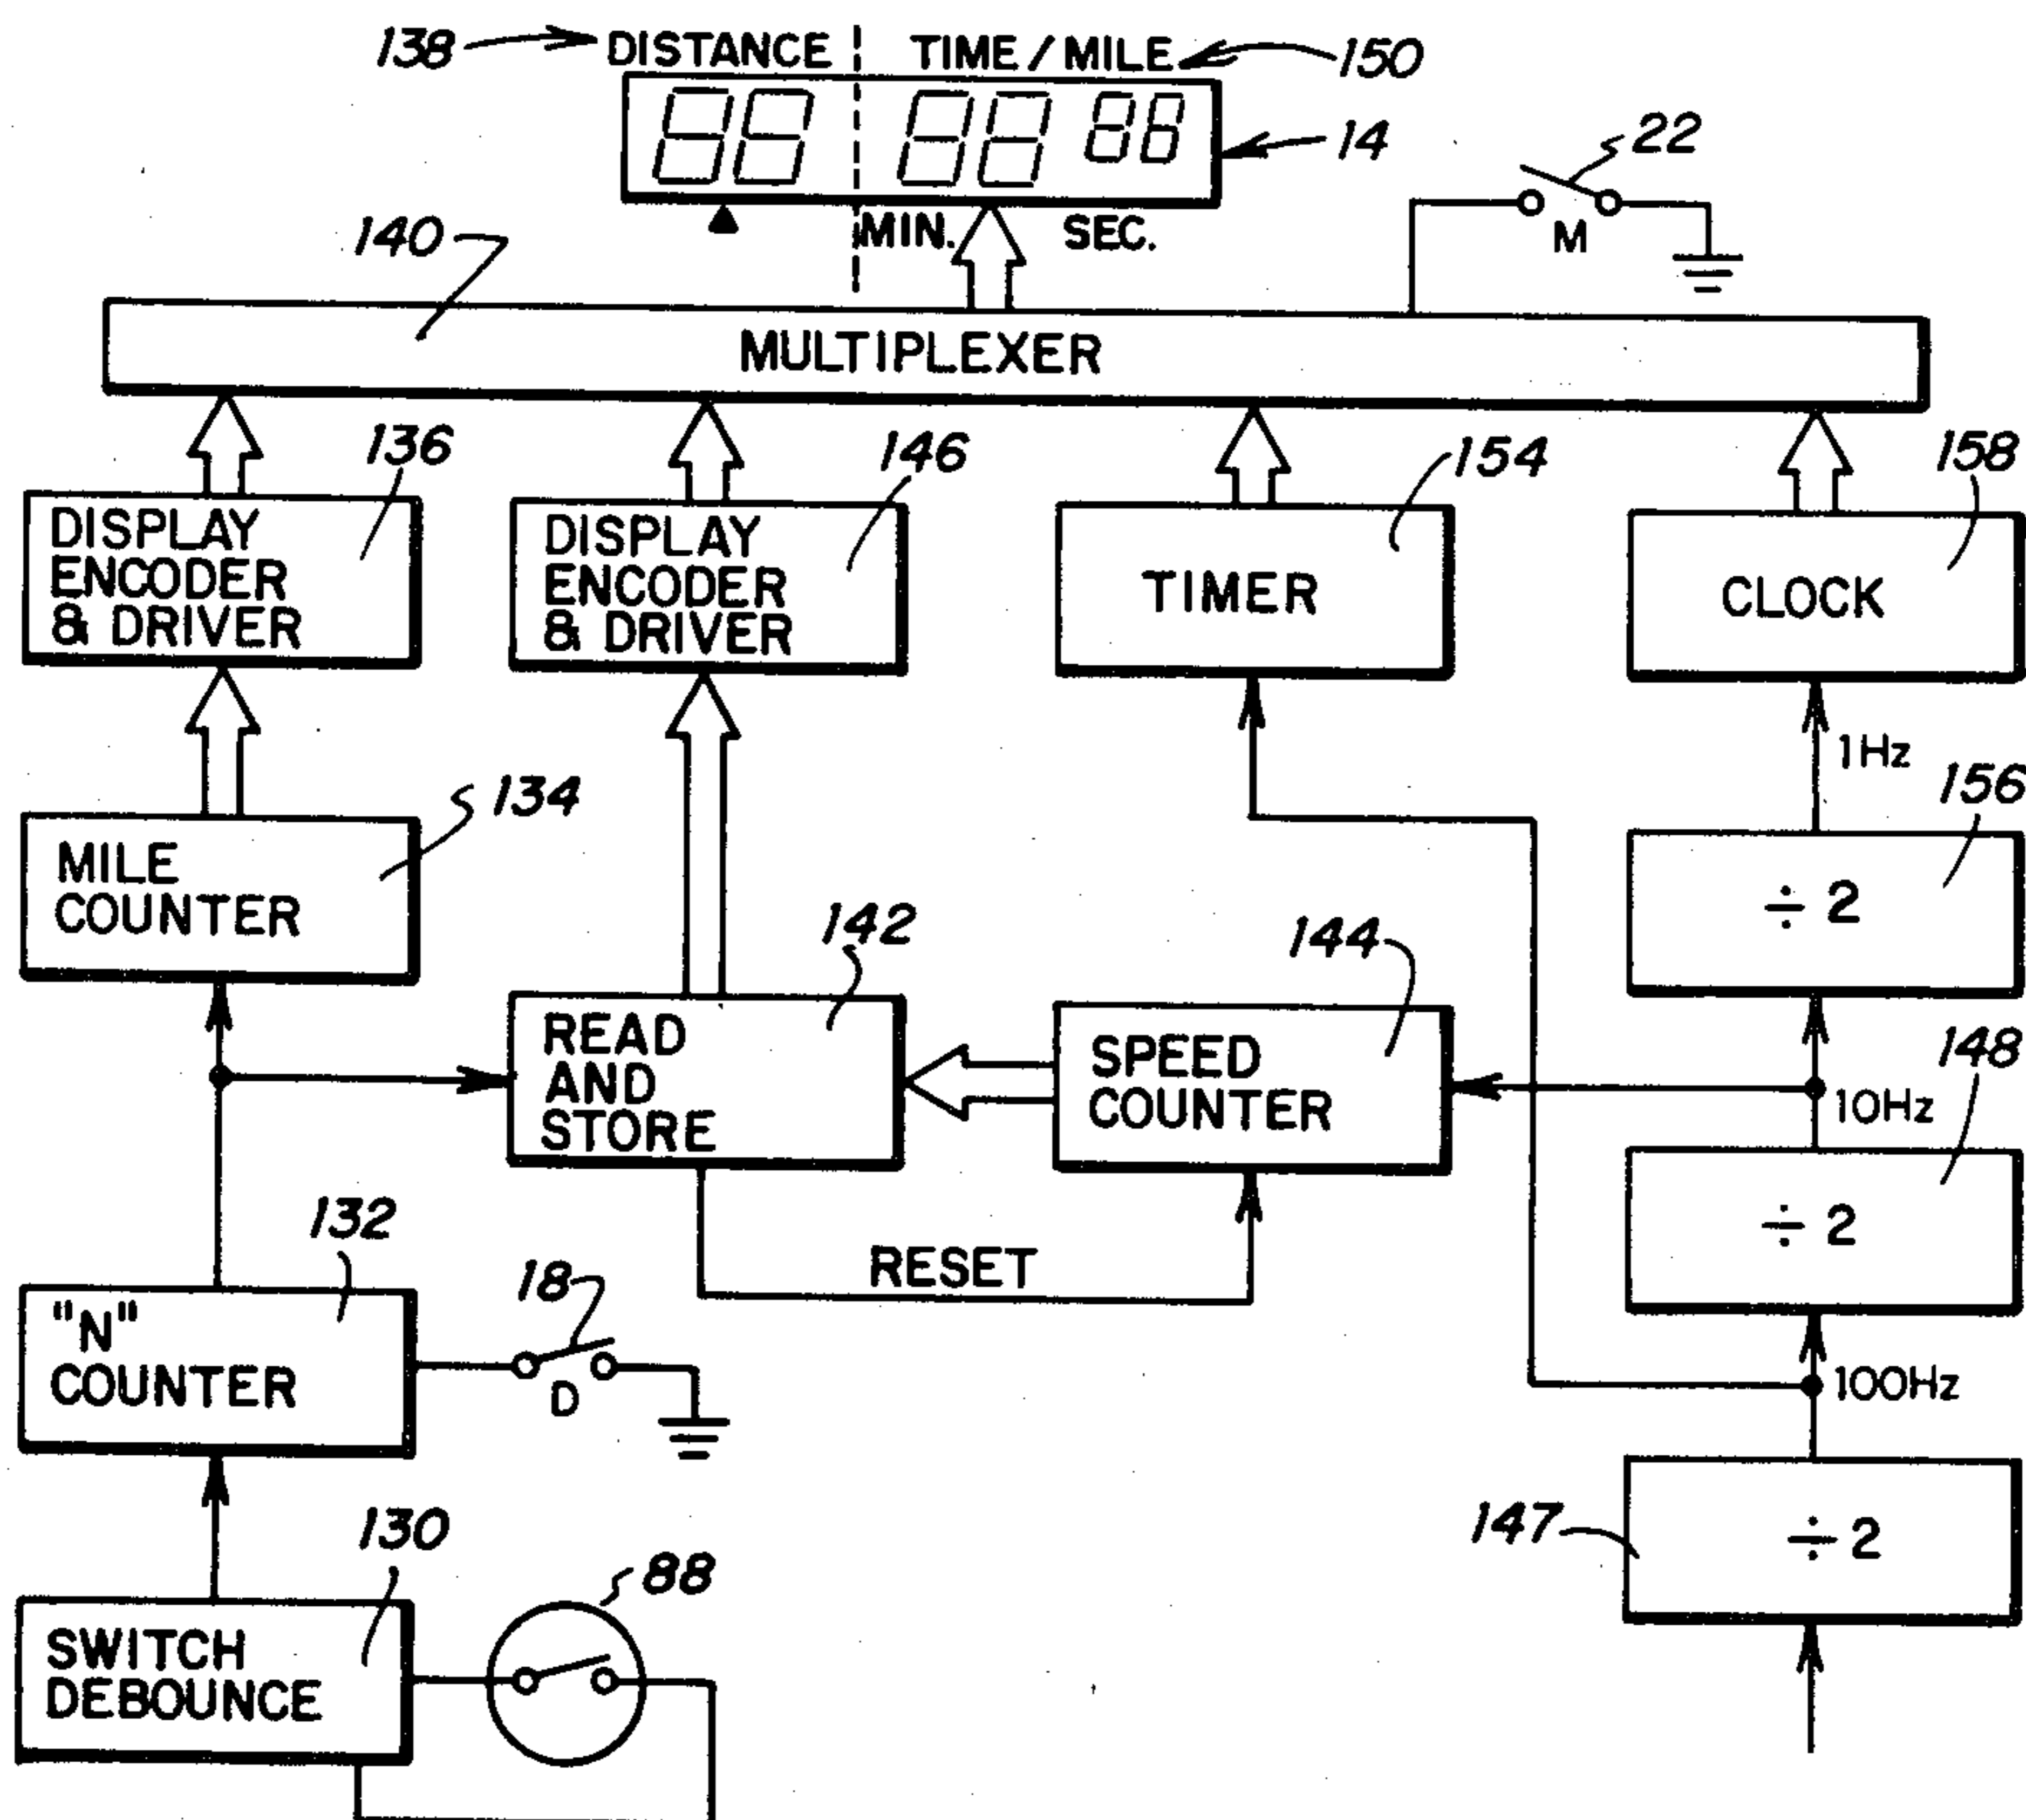 138 DISTANCE TIME / MILE 150
14
22
M
MIN. SEC.
140
MULTIPLEXER
136
146
154
158
DISPLAY
ENCODER
& DRIVER
DISPLAY
ENCODER
& DRIVER
TIMER
CLOCK
1Hz
134
156
MILE
COUNTER
÷ 2
142
144
READ
AND
STORE
SPEED
COUNTER
10Hz
148
132
18
RESET
÷ 2
"N"
COUNTER
D
100Hz
130
88
147
÷ 2
SWITCH
DEBOUNCE